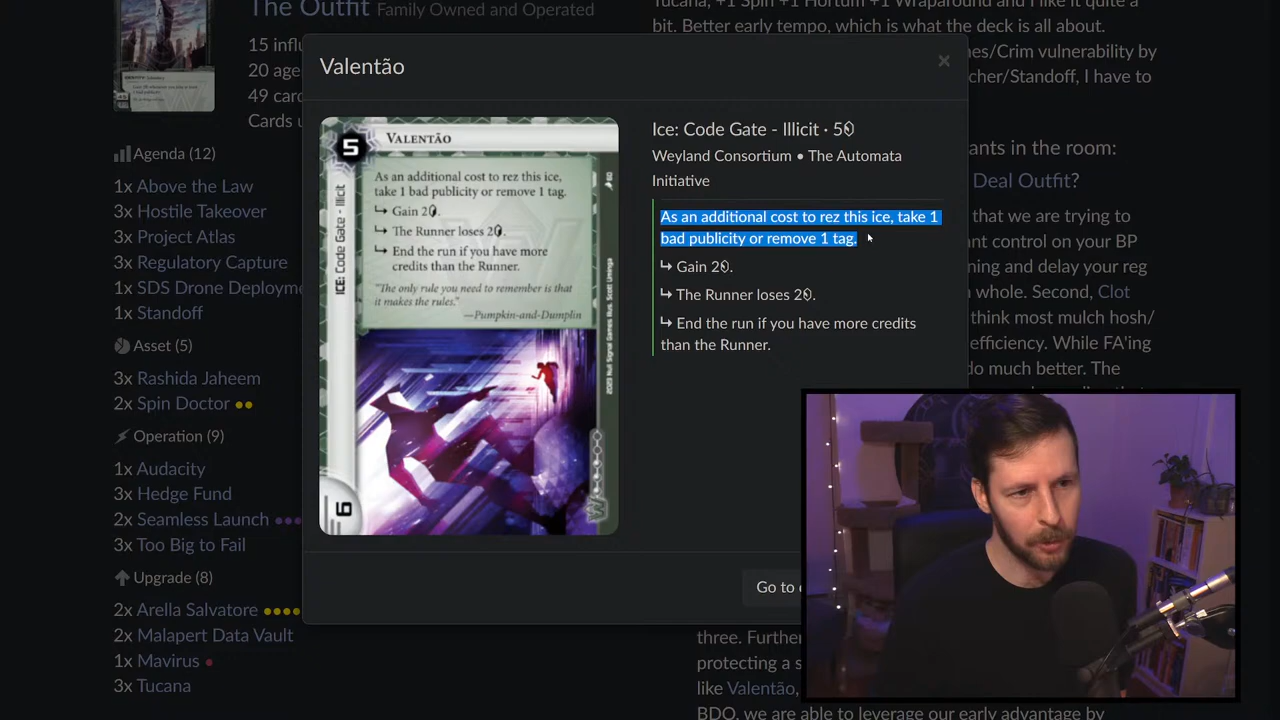 The Outfit Family Owned and Operated
15 influ
20 age
49 card
Cards u
Agenda (12)
1x Above the Law
3x Hostile Takeover
3x Project Atlas
3x Regulatory Capture
1x SDS Drone Deployme
1x Standoff
Asset (5)
3x Rashida Jaheem
2x Spin Doctor
Operation (9)
1x Audacity
3x Hedge Fund
2x Seamless Launch
3x Too Big to Fail
Upgrade (8)
2x Arella Salvatore
2x Malapert Data Vault
1x Mavirus
3x Tucana
Valentão
×
5
VALENTÃO
As an additional cost to rez this ice,
take 1 bad publicity or remove 1 tag.
↳ Gain 2
↳ The Runner loses 2
↳ End the run if you have more
credits than the Runner.
"The only rule you need to remember is that
it makes the rules."
—Pumpkin-and-Dumplin
ICE: Code Gate - Illicit
6
2023 Null Signal Games Illus. Scott Uminga
Ice: Code Gate - Illicit · 5
Weyland Consortium • The Automata
Initiative
As an additional cost to rez this ice, take 1
bad publicity or remove 1 tag.
↳ Gain 2.
↳ The Runner loses 2.
↳ End the run if you have more credits
than the Runner.
Go to
Tucana, +1 Spin +1 Hortum +1 Wraparound and I like it quite a
bit. Better early tempo, which is what the deck is all about.
es/Crim vulnerability by
cher/Standoff, I have to
ants in the room:
Deal Outfit?
that we are trying to
nt control on your BP
ning and delay your reg
whole. Second, Clot
think most mulch hosh/
efficiency. While FA'ing
do much better. The
three. Further
protecting a s
like Valentão,
BDO, we are able to leverage our early advantage by